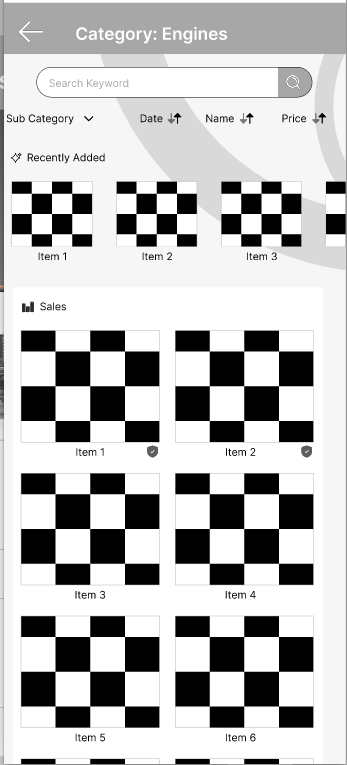 Category: Engines
Search Keyword
Sub Category Date Name Price
Recently Added
Item 1 Item 2 Item 3
Sales
Item 1 Item 2
Item 3 Item 4
Item 5 Item 6